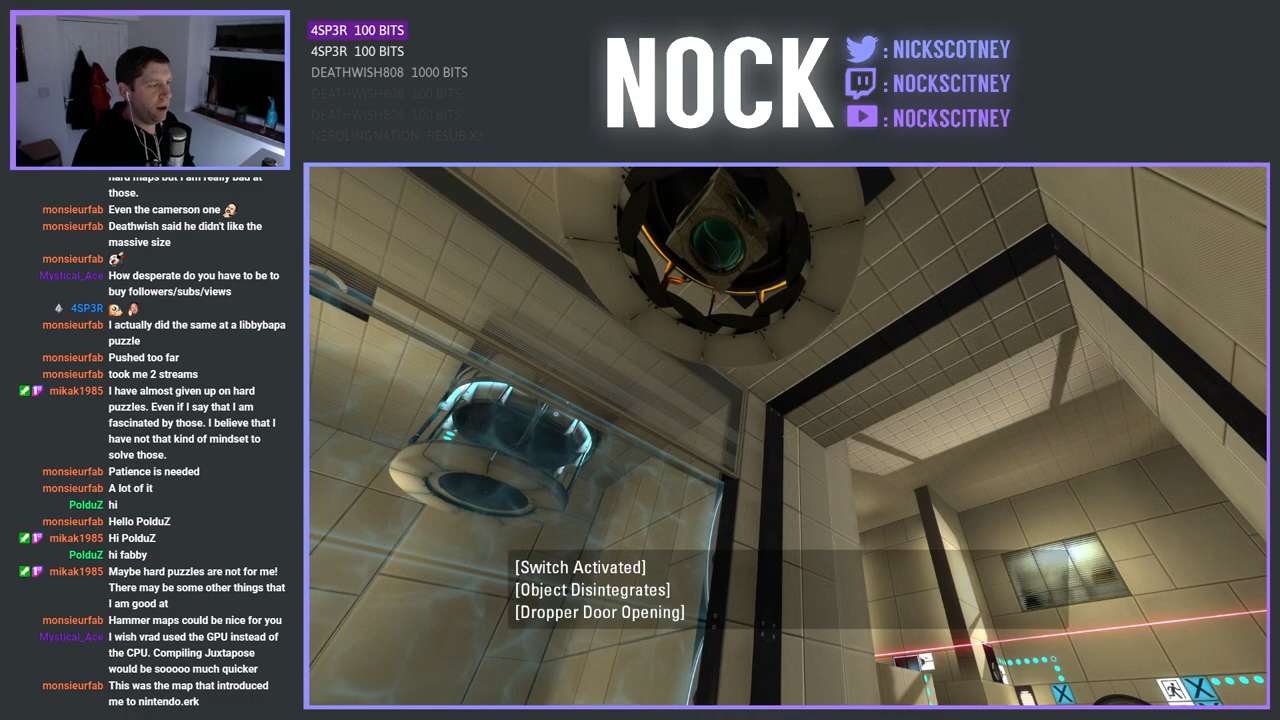 4SP3R 100 BITS
4SP3R 100 BITS
DEATHWISH808 1000 BITS
DEATHWISH808 100 BITS
DEATHWISH808 100 BITS
NERDLINGNATION RESUB X5
NOCK
: NICKSCOTNEY
: NOCKSCITNEY
: NOCKSCITNEY
hard maps but I am really bad at
those.
monsieurfab Even the camerson one
monsieurfab Deathwish said he didn't like the
massive size
monsieurfab
Mystical_Ace How desperate do you have to be to
buy followers/subs/views
4SP3R
monsieurfab I actually did the same at a libbybapa
puzzle
monsieurfab Pushed too far
monsieurfab took me 2 streams
mikak1985 I have almost given up on hard
puzzles. Even if I say that I am
fascinated by those. I believe that I
have not that kind of mindset to
solve those.
monsieurfab Patience is needed
monsieurfab A lot of it
PolduZ hi
monsieurfab Hello PolduZ
mikak1985 Hi PolduZ
PolduZ hi fabby
mikak1985 Maybe hard puzzles are not for me!
There may be some other things that
I am good at
monsieurfab Hammer maps could be nice for you
Mystical_Ace I wish vrad used the GPU instead of
the CPU. Compiling Juxtapose
would be sooooo much quicker
monsieurfab This was the map that introduced
me to nintendo.erk
[Switch Activated]
[Object Disintegrates]
[Dropper Door Opening]